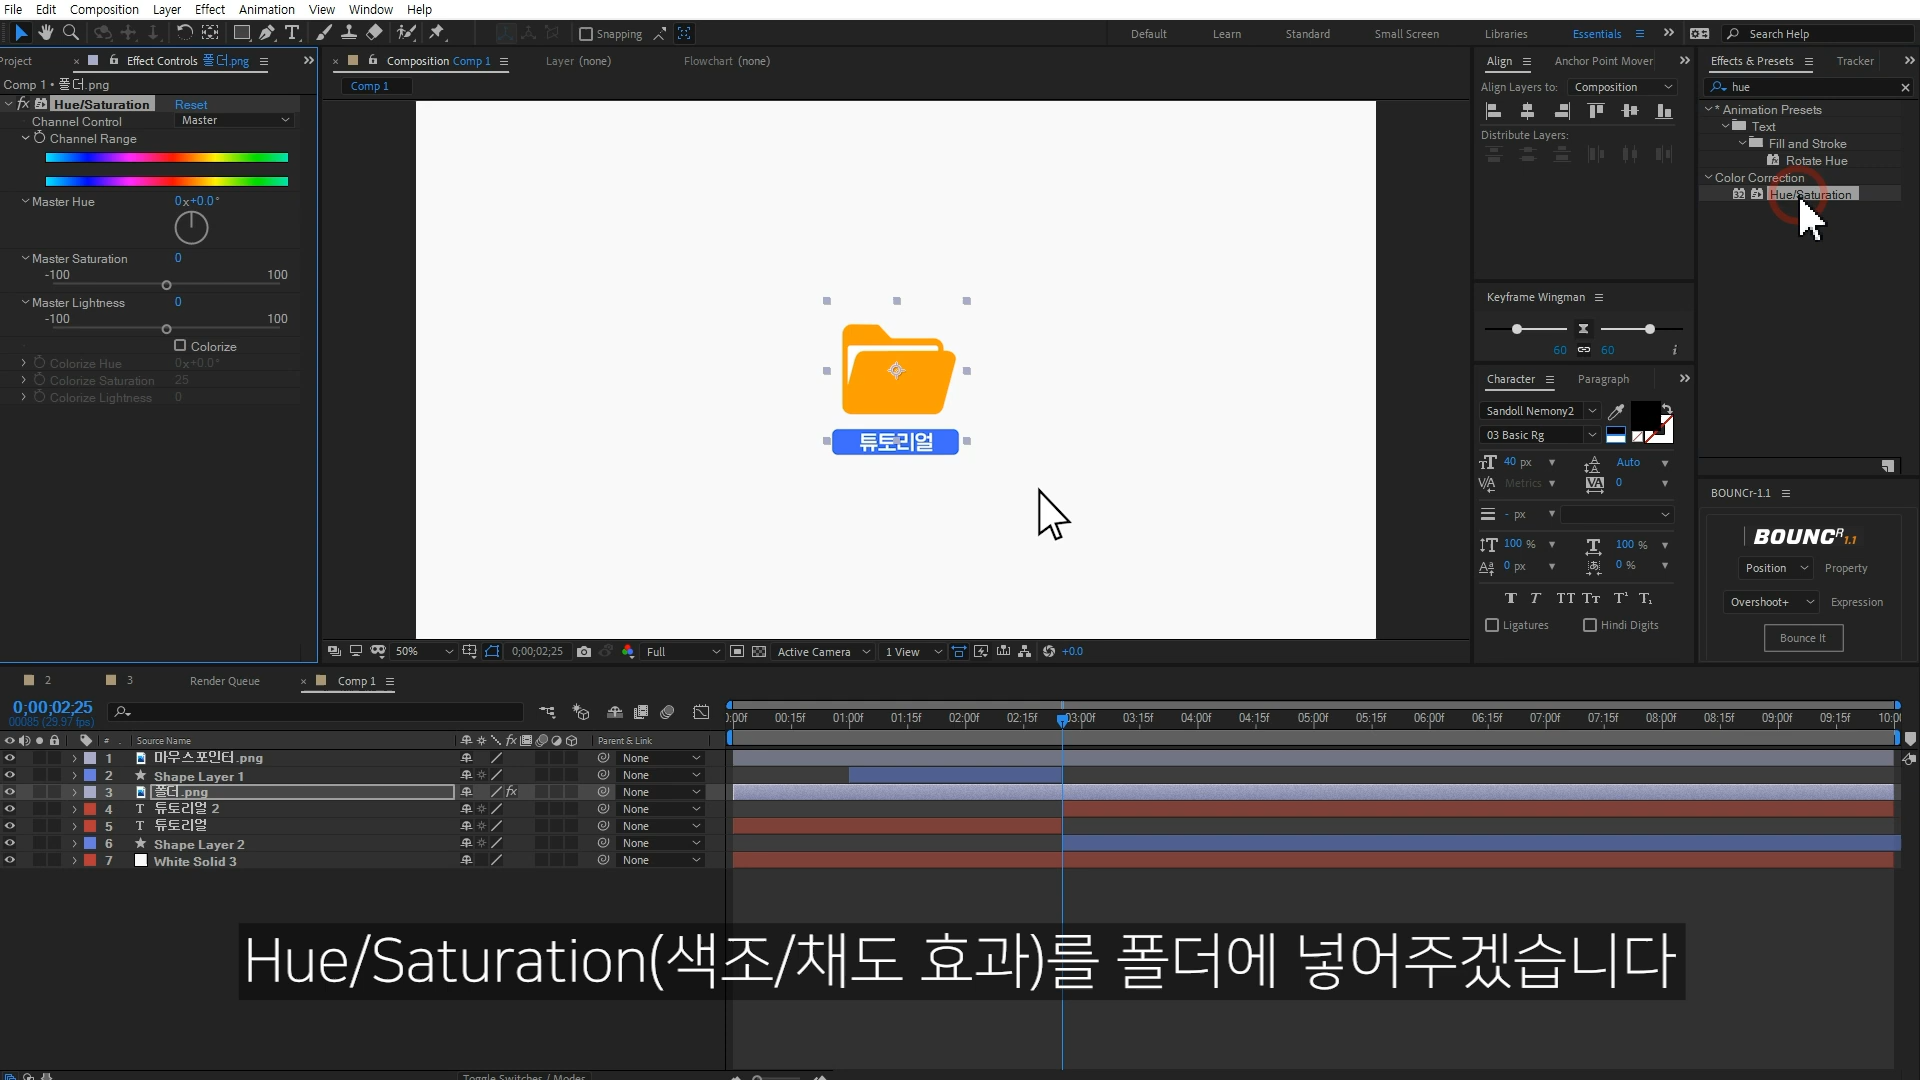 File Edit Composition Layer Effect Animation View Window Help
Snapping
Default Learn Standard Small Screen Libraries Essentials
Search Help
Project Effect Controls 폴더.png
Composition Comp 1 Layer (none) Flowchart (none)
Align Anchor Point Mover
Effects & Presets Tracker
Comp 1 • 폴더.png
Comp 1
Align Layers to: Composition
hue
Hue/Saturation Reset
Channel Control Master
Channel Range
Master Hue 0x+0.0°
Master Saturation 0
-100 100
Master Lightness 0
-100 100
Colorize
Colorize Hue 0x+0.0°
Colorize Saturation 25
Colorize Lightness 0
튜토리얼
Distribute Layers:
* Animation Presets
Text
Fill and Stroke
Rotate Hue
Color Correction
32 Hue/Saturation
Keyframe Wingman
60 60
Character Paragraph
Sandoll Nemony2
03 Basic Rg
40 px Auto
Metrics 0
- px
100 % 100 %
0 px 0 %
Ligatures Hindi Digits
BOUNCr-1.1
BOUNCR 1.1
Position Property
Overshoot+ Expression
Bounce It
50% 0;00;02;25 Full Active Camera 1 View +0.0
2 3 Render Queue Comp 1
0;00;02;25
00085 (29.97 fps)
:00f 00:15f 01:00f 01:15f 02:00f 02:15f 03:00f 03:15f 04:00f 04:15f 05:00f 05:15f 06:00f 06:15f 07:00f 07:15f 08:00f 08:15f 09:00f 09:15f 10:00
# Source Name Parent & Link
1 마우스포인터.png None
2 Shape Layer 1 None
3 폴더.png None
4 T 튜토리얼 2 None
5 T 튜토리얼 None
6 Shape Layer 2 None
7 White Solid 3 None
Hue/Saturation(색조/채도 효과)를 폴더에 넣어주겠습니다
Toggle Switches / Modes